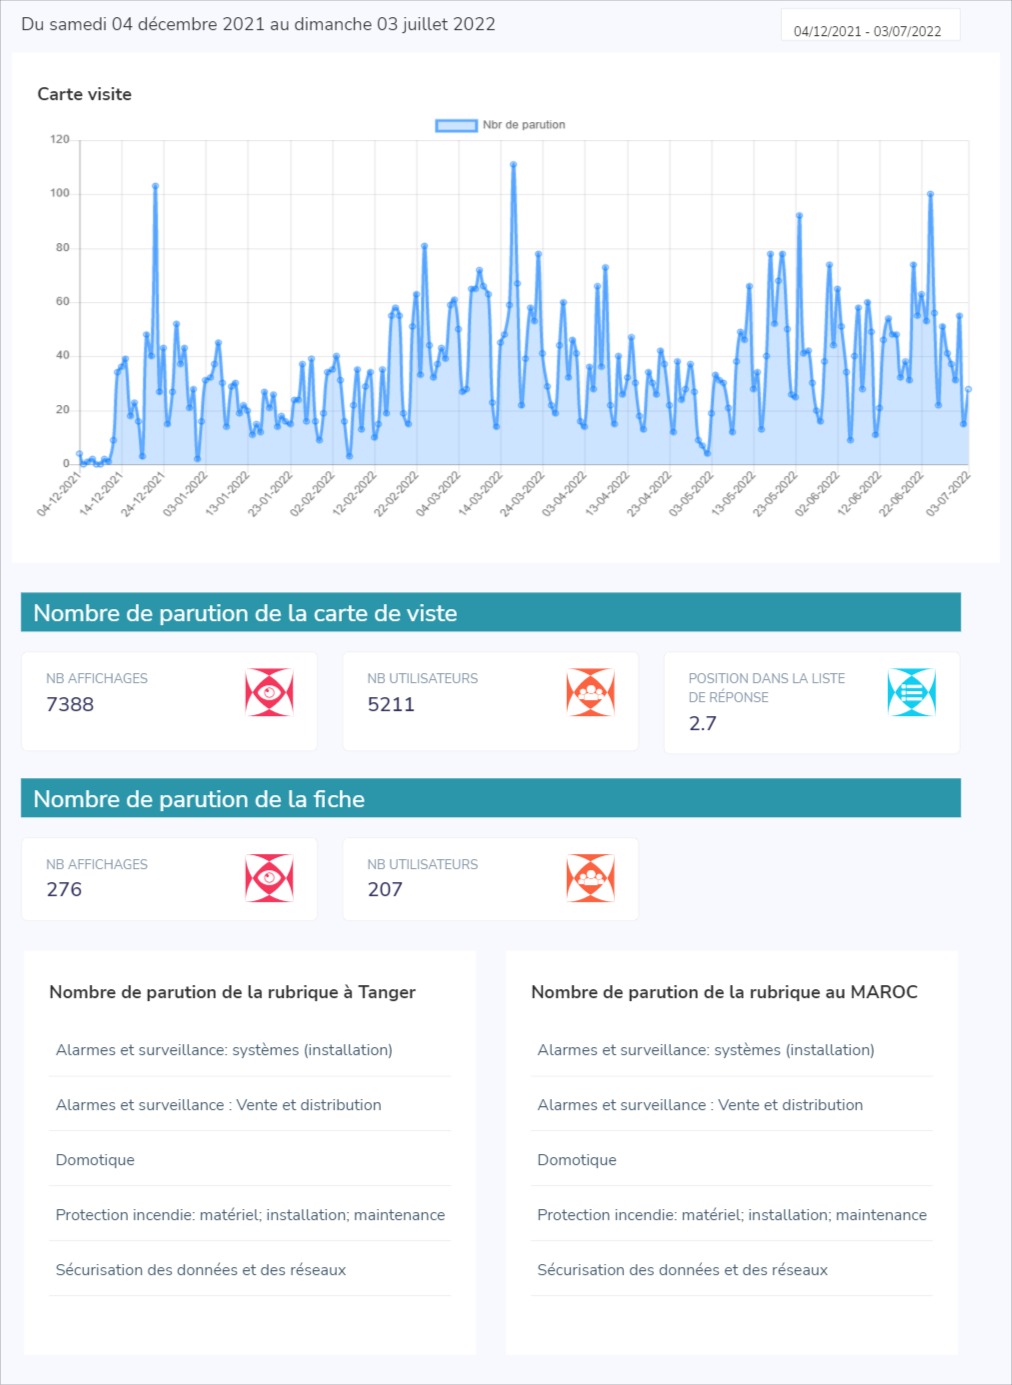 Du samedi 04 décembre 2021 au dimanche 03 juillet 2022
04/12/2021 - 03/07/2022
Carte visite
Nbr de parution
120
100
80
60
40
20
0
04-12-2021
14-12-2021
24-12-2021
03-01-2022
13-01-2022
23-01-2022
02-02-2022
12-02-2022
22-02-2022
04-03-2022
14-03-2022
24-03-2022
03-04-2022
13-04-2022
23-04-2022
03-05-2022
13-05-2022
23-05-2022
02-06-2022
12-06-2022
22-06-2022
03-07-2022
Nombre de parution de la carte de viste
NB AFFICHAGES
7388
NB UTILISATEURS
5211
POSITION DANS LA LISTE
DE RÉPONSE
2.7
Nombre de parution de la fiche
NB AFFICHAGES
276
NB UTILISATEURS
207
Nombre de parution de la rubrique à Tanger
Alarmes et surveillance: systèmes (installation)
Alarmes et surveillance : Vente et distribution
Domotique
Protection incendie: matériel; installation; maintenance
Sécurisation des données et des réseaux
Nombre de parution de la rubrique au MAROC
Alarmes et surveillance: systèmes (installation)
Alarmes et surveillance : Vente et distribution
Domotique
Protection incendie: matériel; installation; maintenance
Sécurisation des données et des réseaux